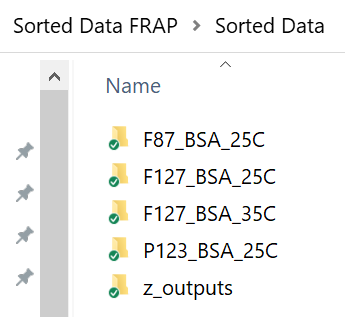 Sorted Data FRAP > Sorted Data
Name
F87_BSA_25C
F127_BSA_25C
F127_BSA_35C
P123_BSA_25C
z_outputs